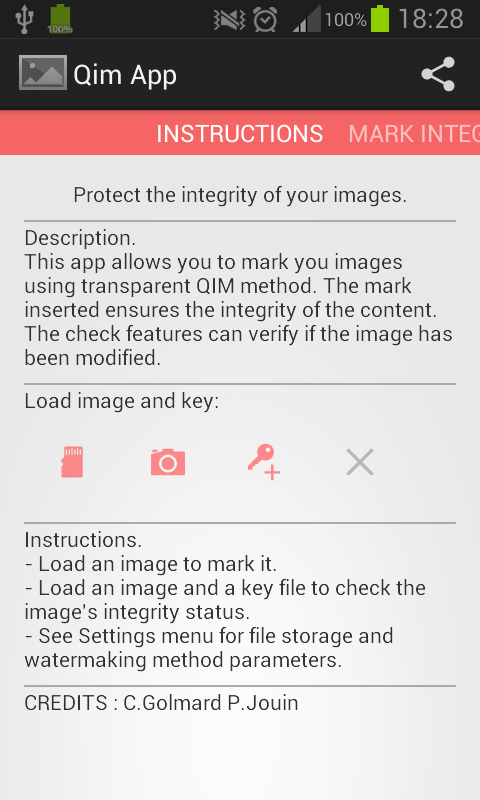 100%
100%
18:28
Qim App
INSTRUCTIONS
MARK INTEG
Protect the integrity of your images.
Description.
This app allows you to mark you images
using transparent QIM method. The mark
inserted ensures the integrity of the content.
The check features can verify if the image has
been modified.
Load image and key:
Instructions.
- Load an image to mark it.
- Load an image and a key file to check the
image's integrity status.
- See Settings menu for file storage and
watermaking method parameters.
CREDITS : C.Golmard P.Jouin